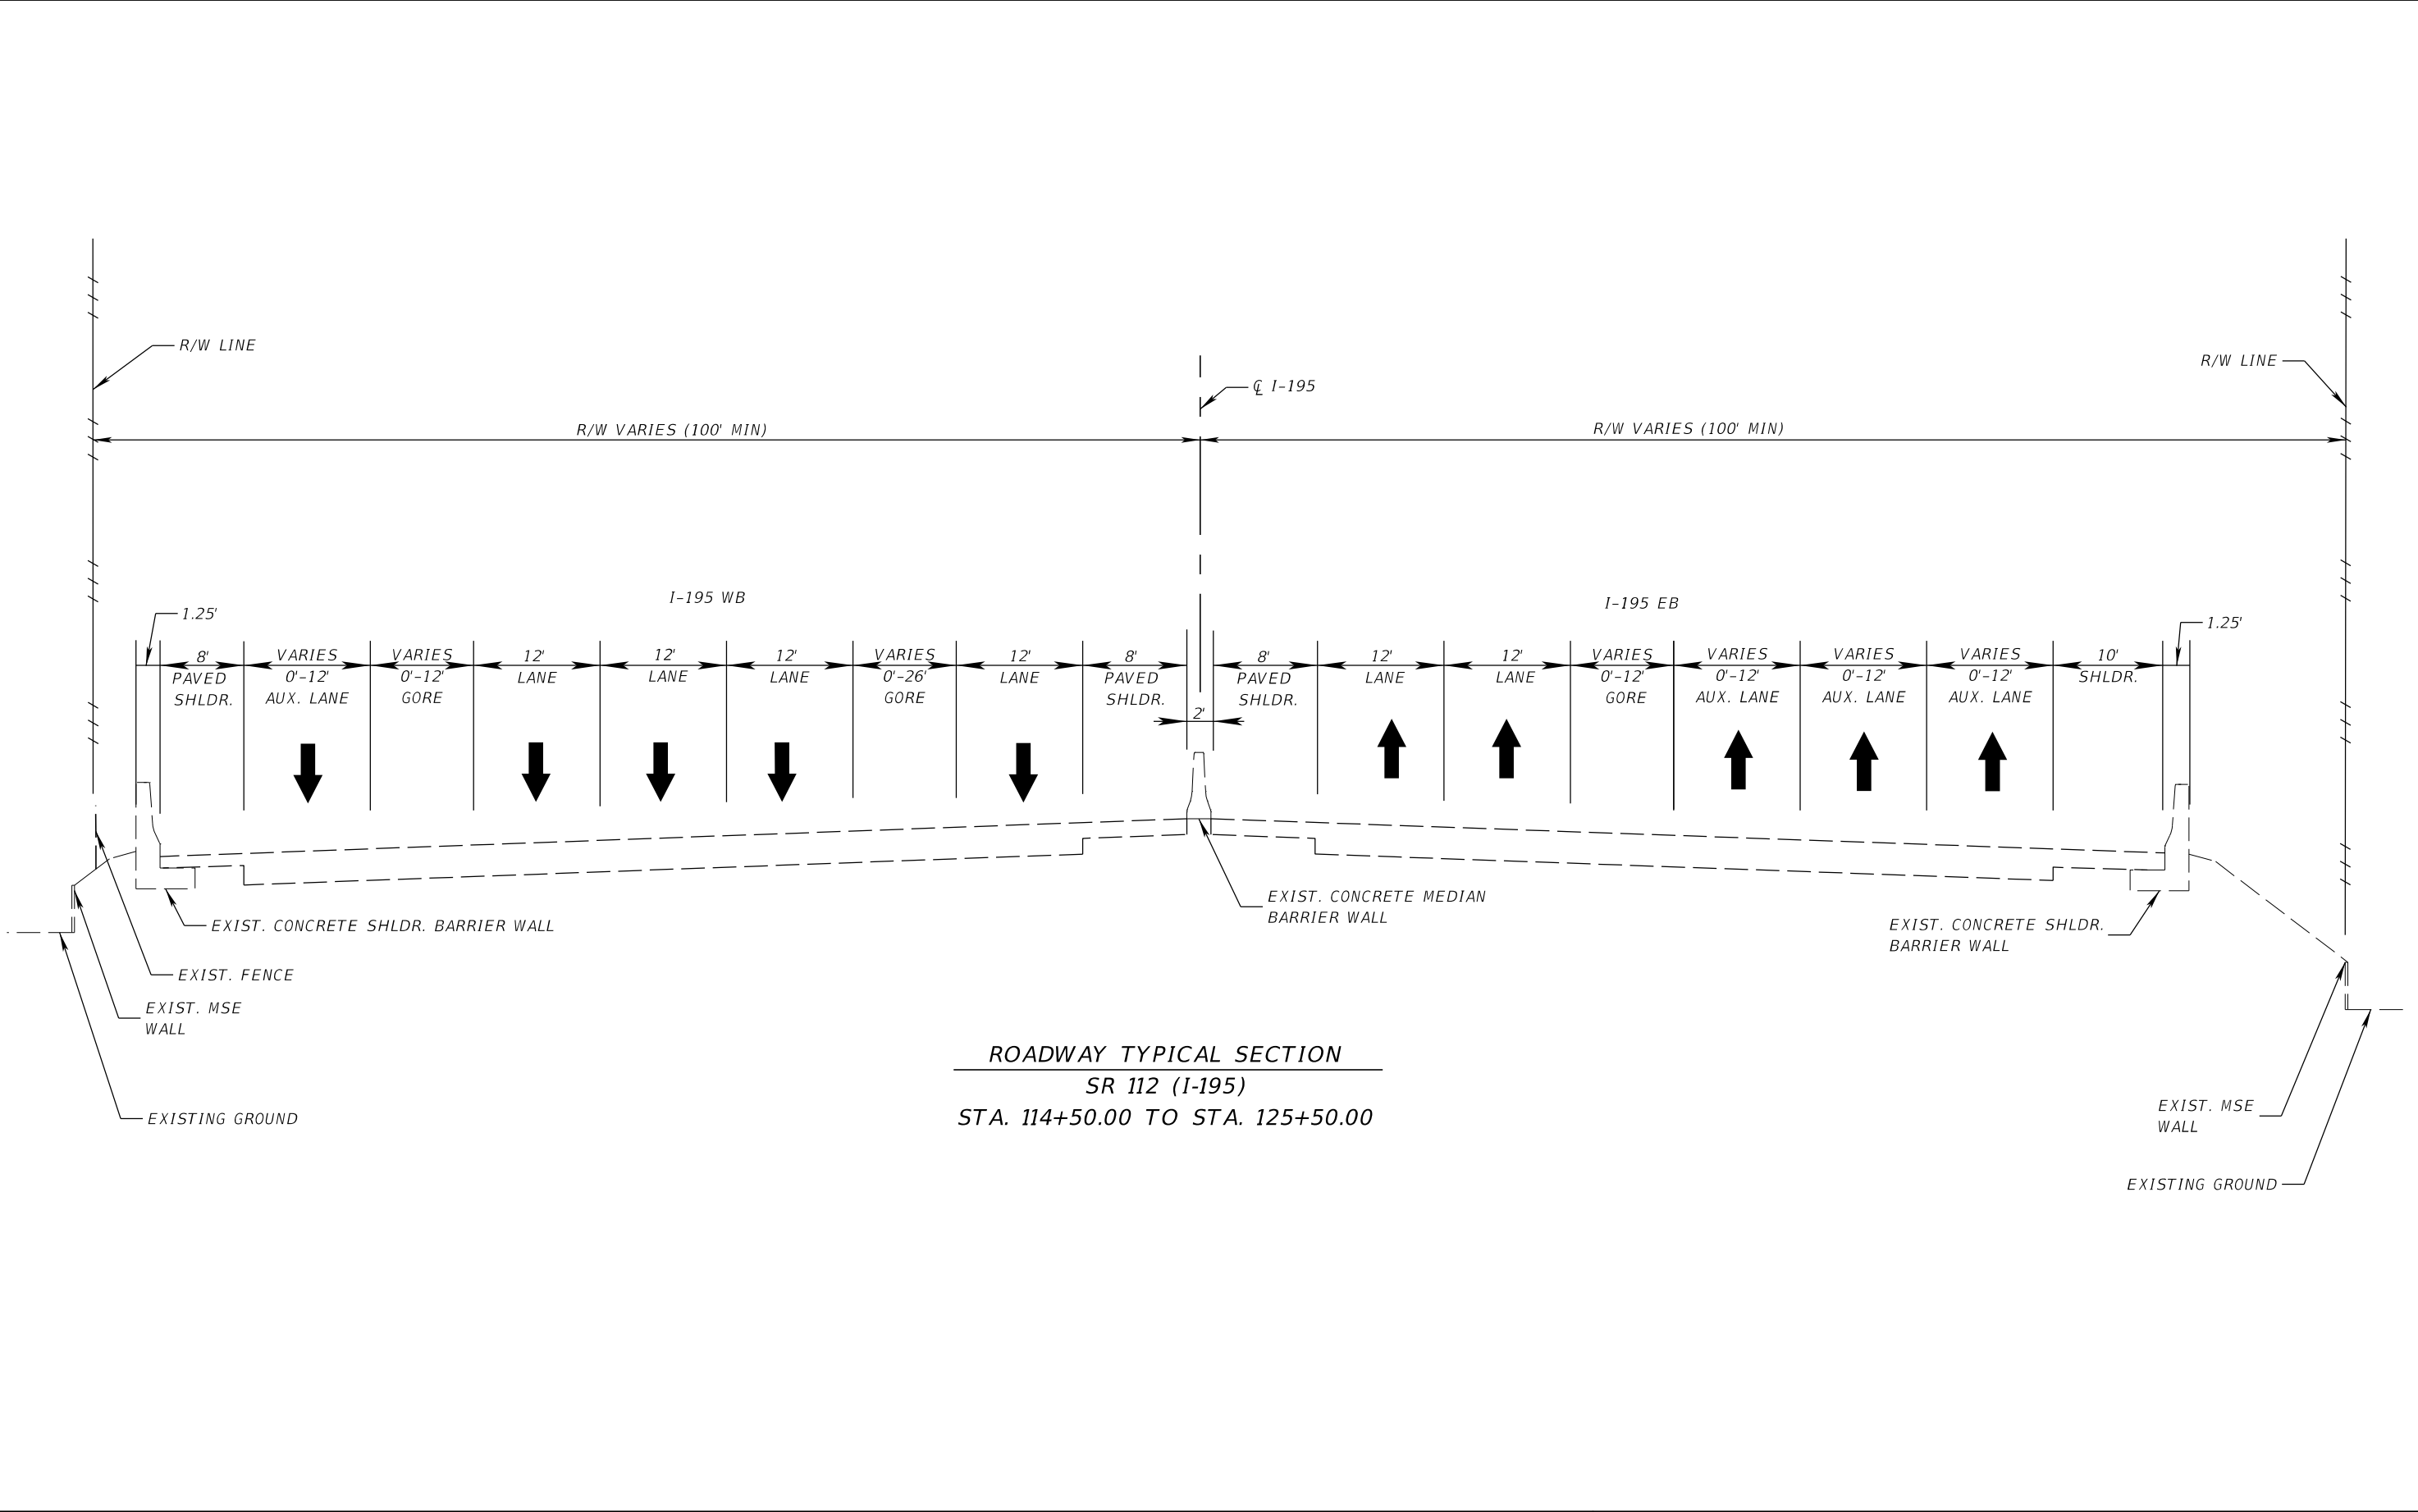 R/W LINE
R/W LINE
℄ I-195
R/W VARIES (100' MIN)
R/W VARIES (100' MIN)
I-195 WB
I-195 EB
1.25'
8'
PAVED
SHLDR.
VARIES
0'-12'
AUX. LANE
VARIES
0'-12'
GORE
12'
LANE
12'
LANE
12'
LANE
VARIES
0'-26'
GORE
12'
LANE
8'
PAVED
SHLDR.
2'
8'
PAVED
SHLDR.
12'
LANE
12'
LANE
VARIES
0'-12'
GORE
VARIES
0'-12'
AUX. LANE
VARIES
0'-12'
AUX. LANE
VARIES
0'-12'
AUX. LANE
10'
SHLDR.
1.25'
EXIST. CONCRETE SHLDR. BARRIER WALL
EXIST. FENCE
EXIST. MSE
WALL
EXISTING GROUND
EXIST. CONCRETE MEDIAN
BARRIER WALL
EXIST. CONCRETE SHLDR.
BARRIER WALL
EXIST. MSE
WALL
EXISTING GROUND
ROADWAY TYPICAL SECTION
SR 112 (I-195)
STA. 114+50.00 TO STA. 125+50.00